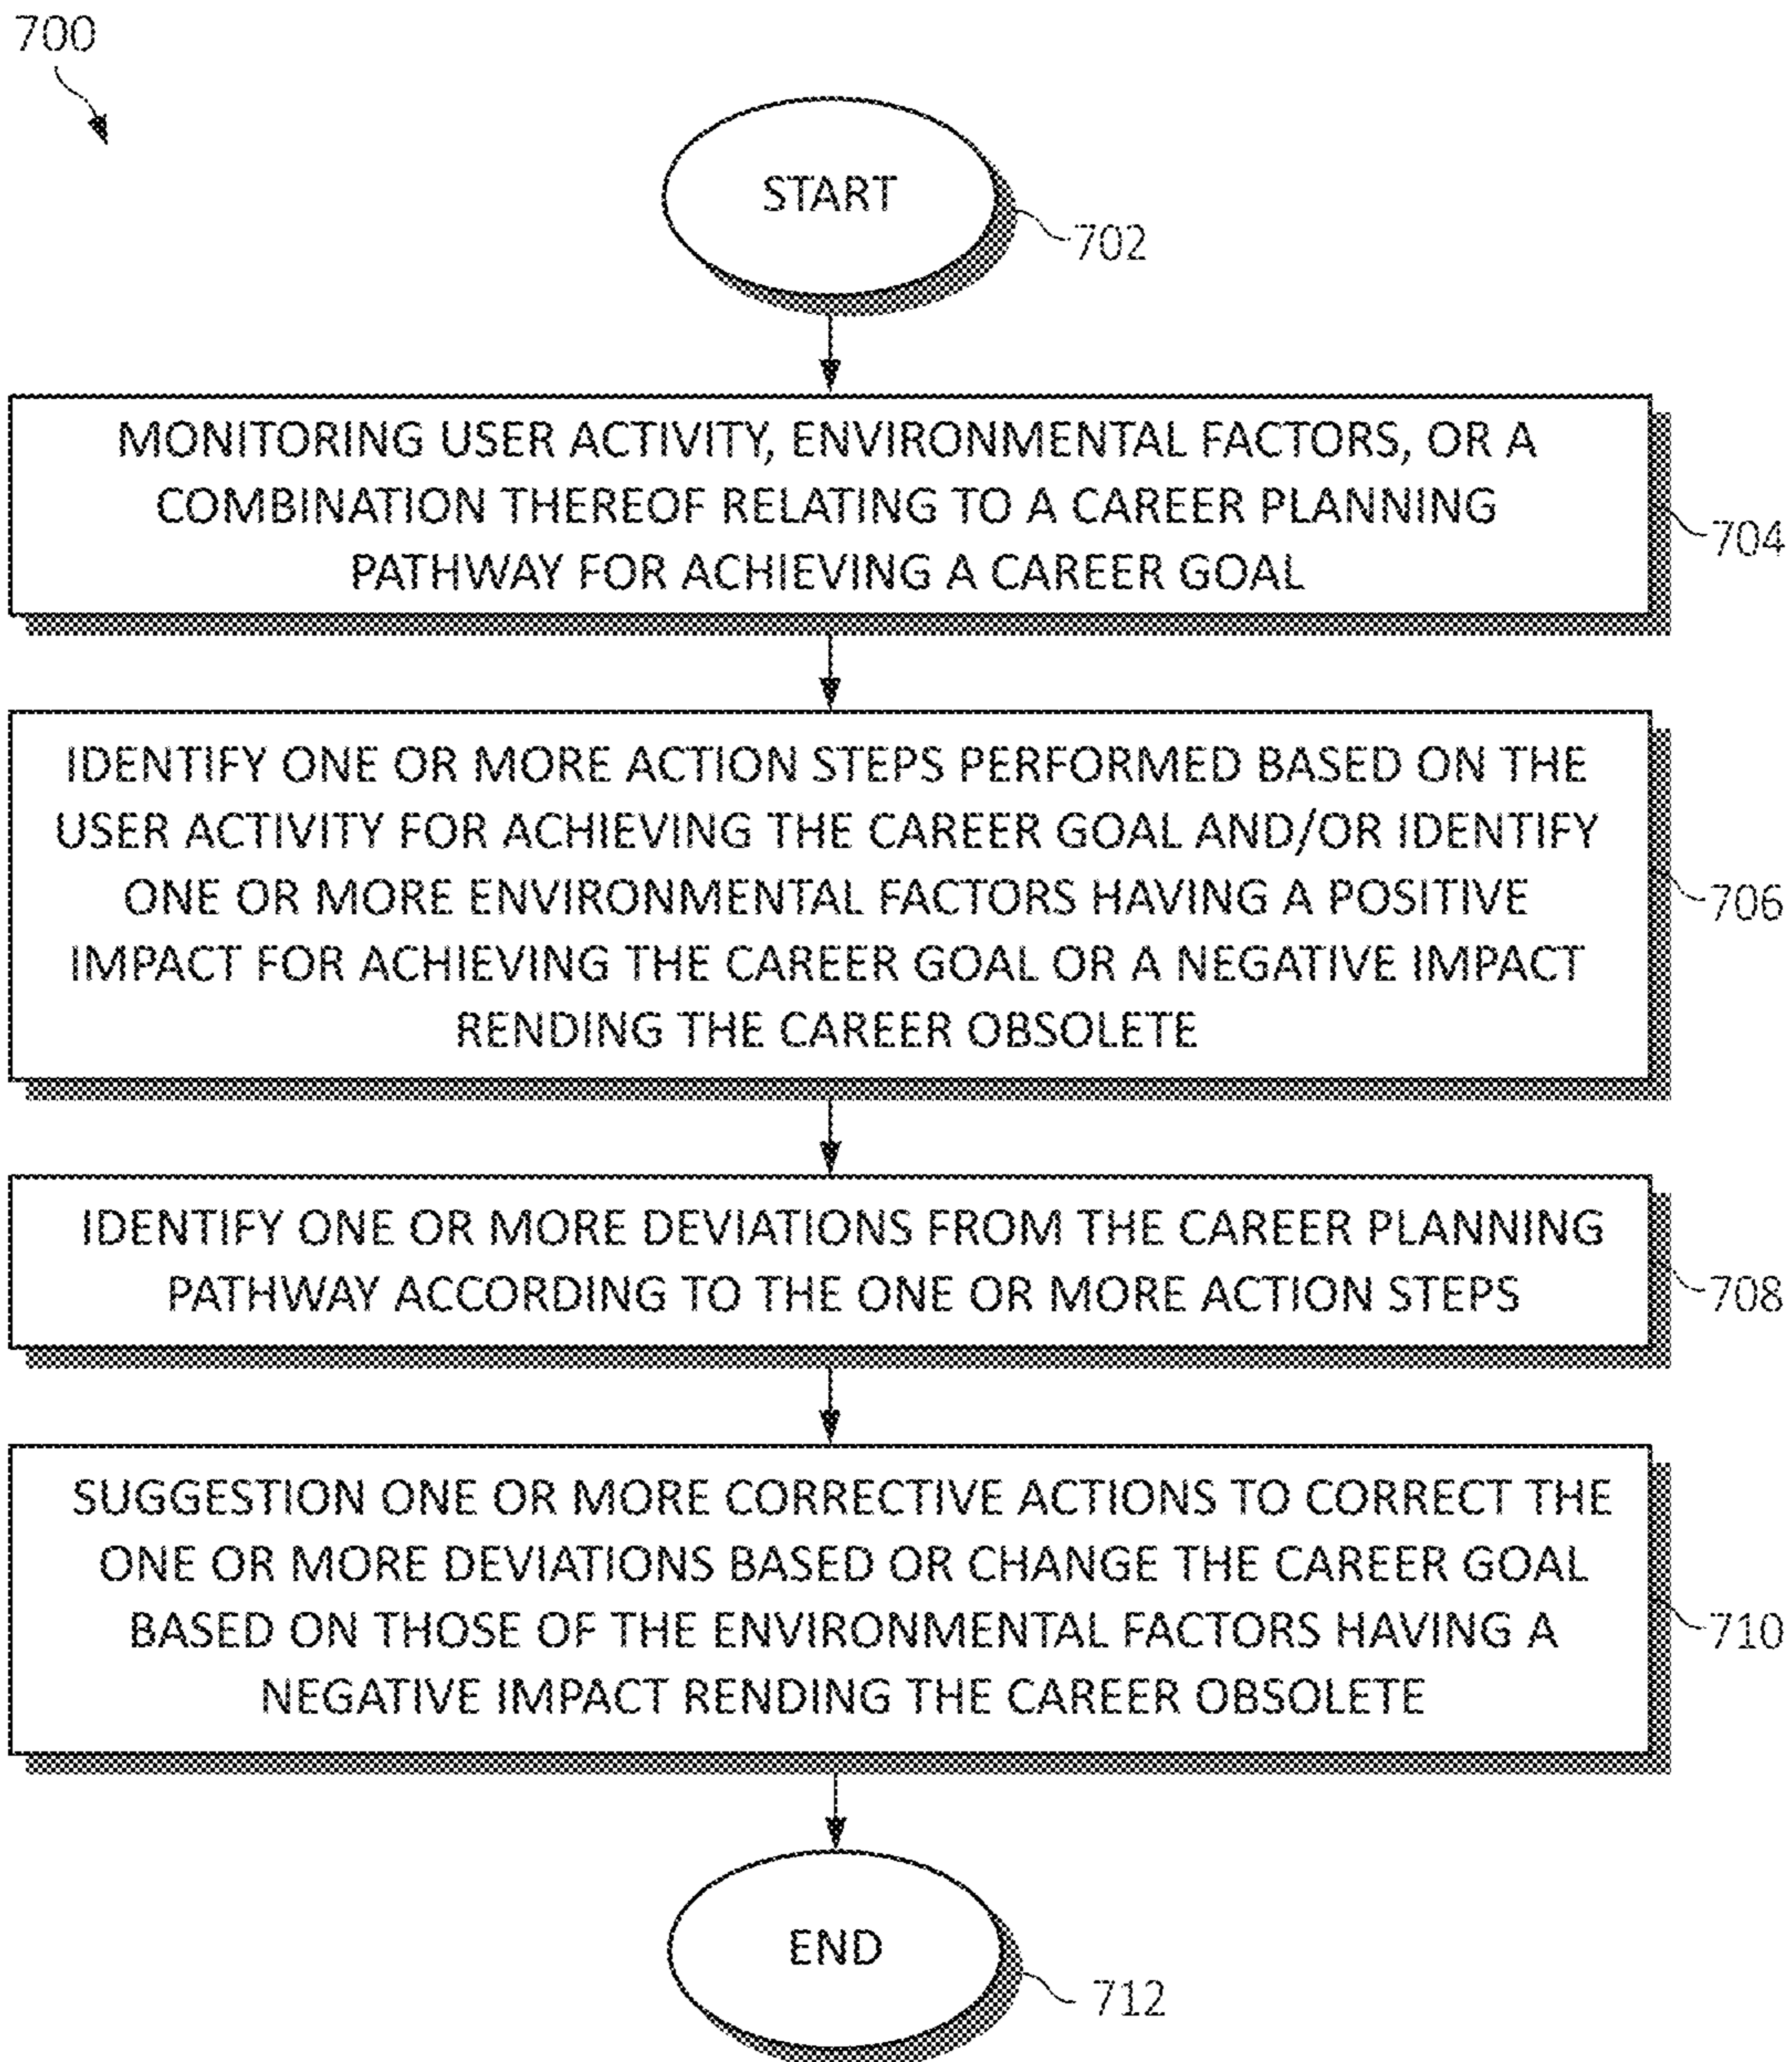 700
START
702
MONITORING USER ACTIVITY, ENVIRONMENTAL FACTORS, OR A
COMBINATION THEREOF RELATING TO A CAREER PLANNING
PATHWAY FOR ACHIEVING A CAREER GOAL
704
IDENTIFY ONE OR MORE ACTION STEPS PERFORMED BASED ON THE
USER ACTIVITY FOR ACHIEVING THE CAREER GOAL AND/OR IDENTIFY
ONE OR MORE ENVIRONMENTAL FACTORS HAVING A POSITIVE
IMPACT FOR ACHIEVING THE CAREER GOAL OR A NEGATIVE IMPACT
RENDING THE CAREER OBSOLETE
706
IDENTIFY ONE OR MORE DEVIATIONS FROM THE CAREER PLANNING
PATHWAY ACCORDING TO THE ONE OR MORE ACTION STEPS
708
SUGGESTION ONE OR MORE CORRECTIVE ACTIONS TO CORRECT THE
ONE OR MORE DEVIATIONS BASED OR CHANGE THE CAREER GOAL
BASED ON THOSE OF THE ENVIRONMENTAL FACTORS HAVING A
NEGATIVE IMPACT RENDING THE CAREER OBSOLETE
710
END
712